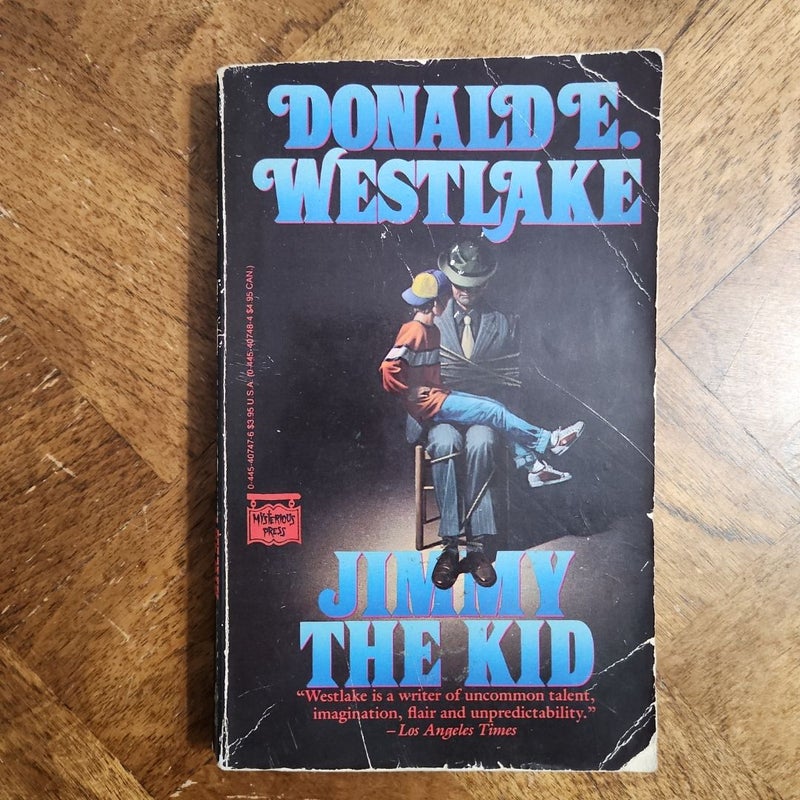 DONALD E.
WESTLAKE
0-445-40747-6 $3.95 U.S.A. (0-445-40748-4 $4.95 CAN.)
MYSTERIOUS
PRESS
JIMMY
THE KID
“Westlake is a writer of uncommon talent,
imagination, flair and unpredictability.”
– Los Angeles Times